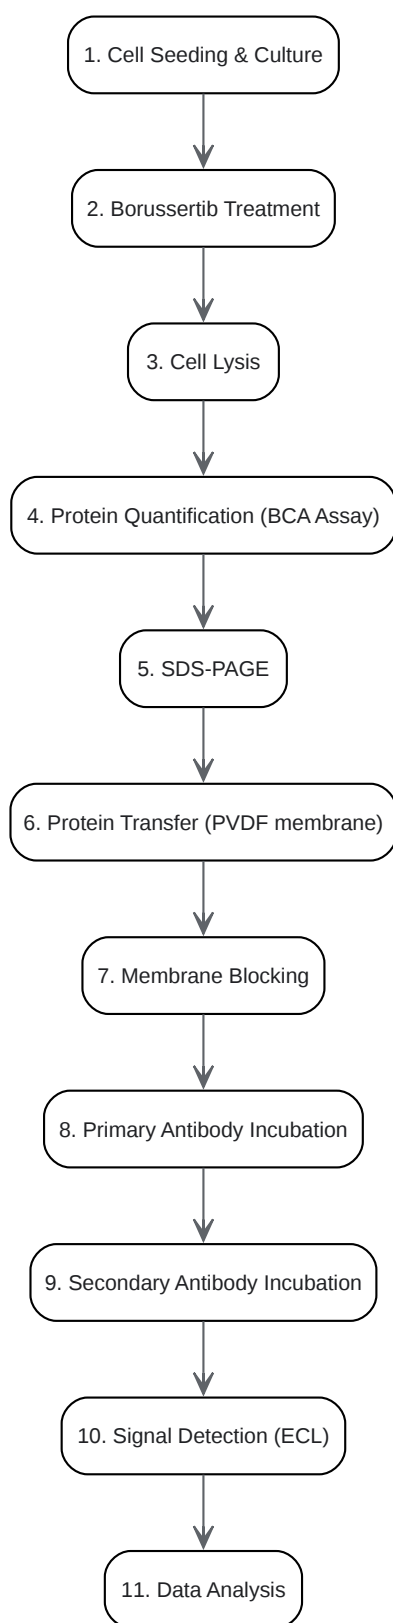 1. Cell Seeding & Culture
2. Borussertib Treatment
3. Cell Lysis
4. Protein Quantification (BCA Assay)
5. SDS-PAGE
6. Protein Transfer (PVDF membrane)
7. Membrane Blocking
8. Primary Antibody Incubation
9. Secondary Antibody Incubation
10. Signal Detection (ECL)
11. Data Analysis